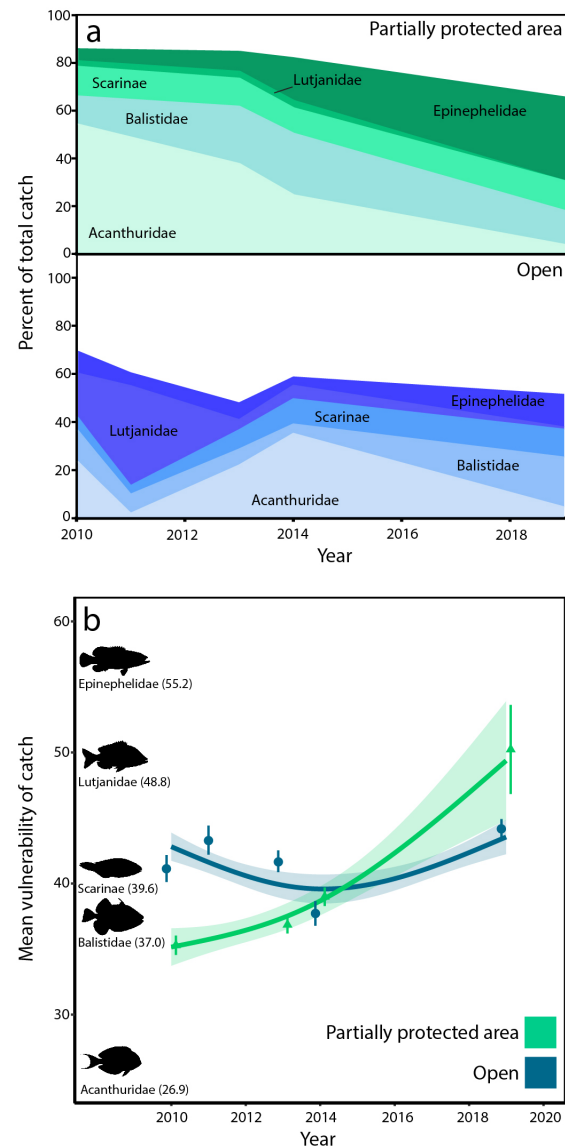 a
Partially protected area
Percent of total catch
100
80
60
40
20
0
Scarinae
Lutjanidae
Balistidae
Epinephelidae
Acanthuridae
Open
100
80
60
40
20
0
Epinephelidae
Lutjanidae
Scarinae
Balistidae
Acanthuridae
2010
2012
2014
2016
2018
Year
b
Mean vulnerability of catch
60
50
40
30
Epinephelidae (55.2)
Lutjanidae (48.8)
Scarinae (39.6)
Balistidae (37.0)
Acanthuridae (26.9)
Partially protected area
Open
2010
2012
2014
2016
2018
2020
Year